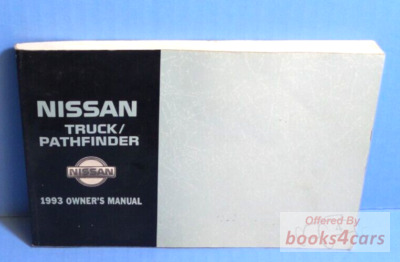 NISSAN
TRUCK/
PATHFINDER
NISSAN
1993 OWNER'S MANUAL
Offered By
books4cars